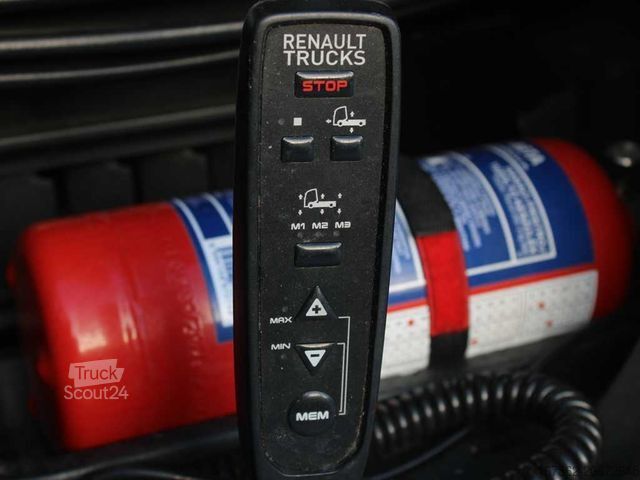 RENAULT
TRUCKS
STOP
M1 M2 M3
+
MAX
MIN
-
MEM
Truck
Scout24